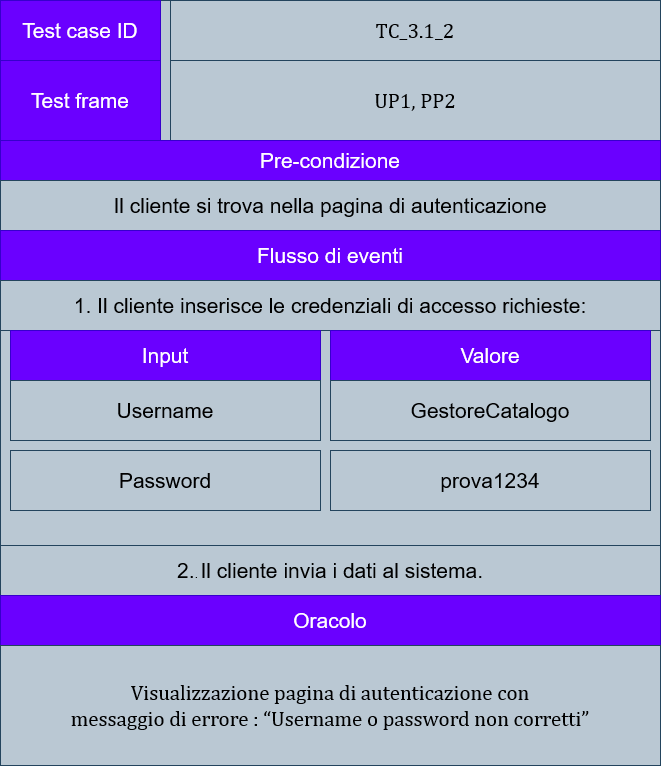 Test case ID
TC_3.1_2
Test frame
UP1, PP2
Pre-condizione
Il cliente si trova nella pagina di autenticazione
Flusso di eventi
1. Il cliente inserisce le credenziali di accesso richieste:
Input
Valore
Username
GestoreCatalogo
Password
prova1234
2.. Il cliente invia i dati al sistema.
Oracolo
Visualizzazione pagina di autenticazione con
messaggio di errore : “Username o password non corretti”